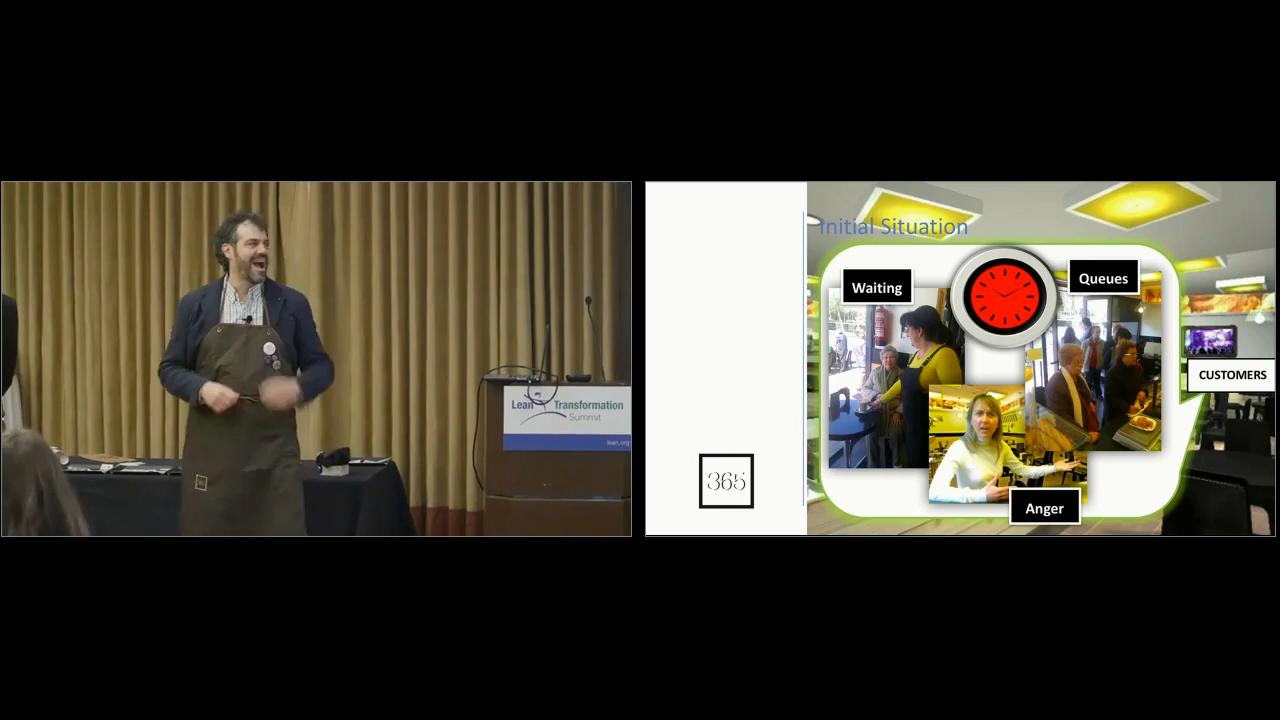 Lean Transformation
Summit
lean.org
Initial Situation
Waiting
Queues
CUSTOMERS
Anger
365